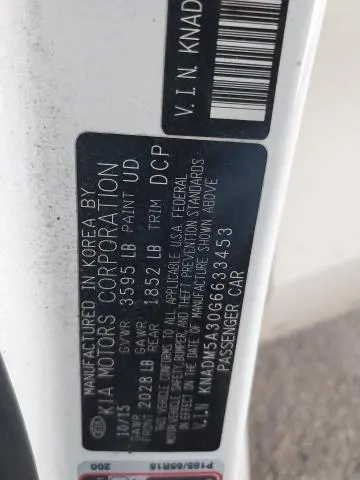 V.I.N. KNAD
MANUFACTURED IN KOREA BY
KIA MOTORS CORPORATION
10/15 GVWR 3595 LB PAINT UD
GAWR FRONT 2028 LB GAWR REAR 1852 LB TRIM DCP
THIS VEHICLE CONFORMS TO ALL APPLICABLE U.S.A. FEDERAL
MOTOR VEHICLE SAFETY, BUMPER, AND THEFT PREVENTION STANDARDS
IN EFFECT ON THE DATE OF MANUFACTURE SHOWN ABOVE
V.I.N KNADM5A30G6633453
PASSENGER CAR
P185/65R15
200